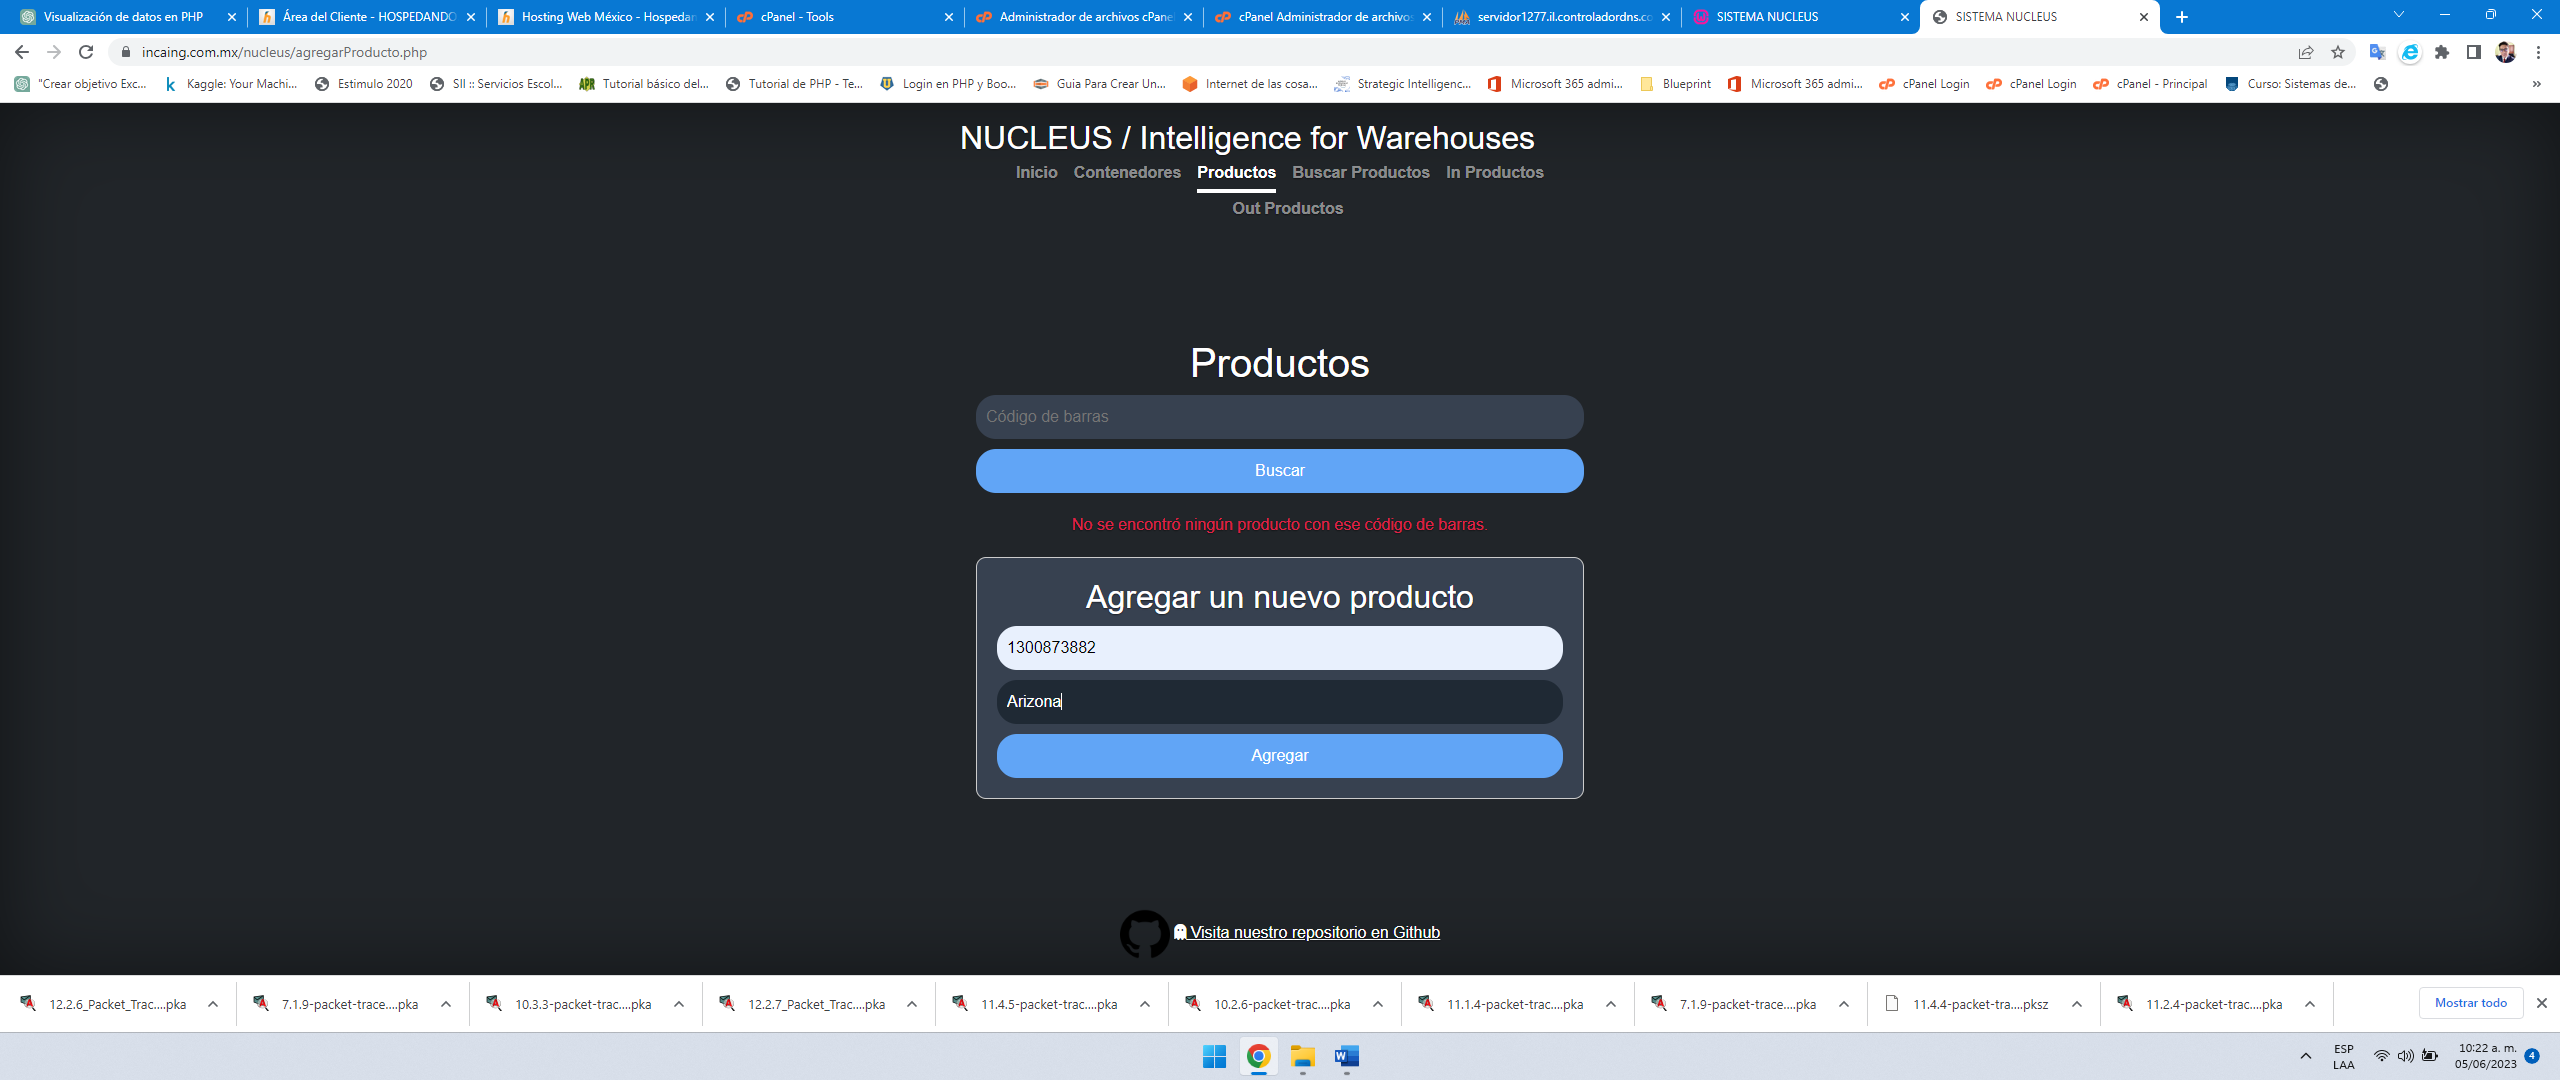 Visualización de datos en PHP
Área del Cliente - HOSPEDANDO
Hosting Web México - Hospedan
cPanel - Tools
Administrador de archivos cPane
cPanel Administrador de archivos
servidor1277.il.controladordns.co
SISTEMA NUCLEUS
SISTEMA NUCLEUS
incaing.com.mx/nucleus/agregarProducto.php
"Crear objetivo Exc...
Kaggle: Your Machi...
Estimulo 2020
SII :: Servicios Escol...
Tutorial básico del...
Tutorial de PHP - Te...
Login en PHP y Boo...
Guia Para Crear Un...
Internet de las cosa...
Strategic Intelligenc...
Microsoft 365 admi...
Blueprint
Microsoft 365 admi...
cPanel Login
cPanel Login
cPanel - Principal
Curso: Sistemas de...
NUCLEUS / Intelligence for Warehouses
Inicio Contenedores Productos Buscar Productos In Productos
Out Productos
Productos
Código de barras
Buscar
No se encontró ningún producto con ese código de barras.
Agregar un nuevo producto
1300873882
Arizona
Agregar
Visita nuestro repositorio en Github
12.2.6_Packet_Trac....pka
7.1.9-packet-trace....pka
10.3.3-packet-trac....pka
12.2.7_Packet_Trac....pka
11.4.5-packet-trac....pka
10.2.6-packet-trac....pka
11.1.4-packet-trac....pka
7.1.9-packet-trace....pka
11.4.4-packet-tra....pksz
11.2.4-packet-trac....pka
Mostrar todo
ESP
LAA
10:22 a. m.
05/06/2023
4